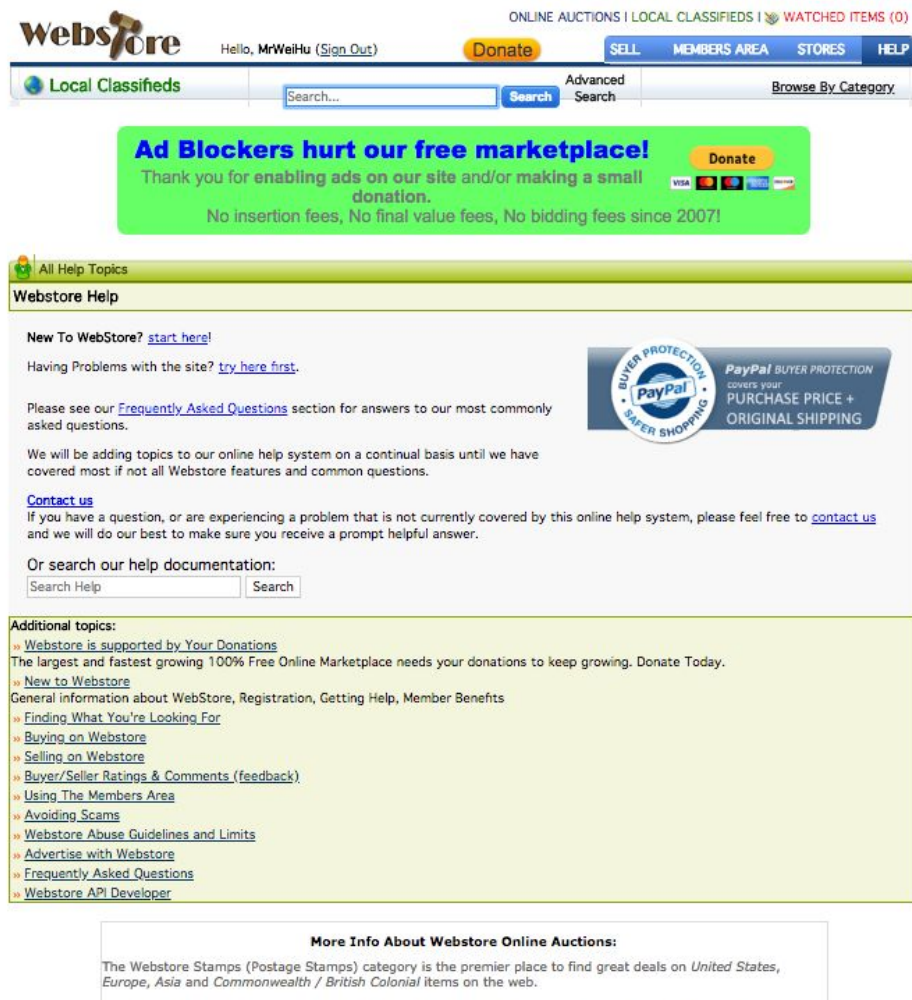 Webstore
ONLINE AUCTIONS | LOCAL CLASSIFIEDS | WATCHED ITEMS (0)
Hello, MrWeiHu (Sign Out)
Donate
SELL MEMBERS AREA STORES HELP
Local Classifieds
Search...
Search
Advanced Search
Browse By Category
Ad Blockers hurt our free marketplace!
Thank you for enabling ads on our site and/or making a small
donation.
No insertion fees, No final value fees, No bidding fees since 2007!
Donate
VISA
All Help Topics
Webstore Help
New To WebStore? start here!
Having Problems with the site? try here first.
Please see our Frequently Asked Questions section for answers to our most commonly
asked questions.
We will be adding topics to our online help system on a continual basis until we have
covered most if not all Webstore features and common questions.
BUYER PROTECTION
PayPal
SAFER SHOPPING
PayPal BUYER PROTECTION
covers your
PURCHASE PRICE +
ORIGINAL SHIPPING
Contact us
If you have a question, or are experiencing a problem that is not currently covered by this online help system, please feel free to contact us
and we will do our best to make sure you receive a prompt helpful answer.
Or search our help documentation:
Search Help
Search
Additional topics:
» Webstore is supported by Your Donations
The largest and fastest growing 100% Free Online Marketplace needs your donations to keep growing. Donate Today.
» New to Webstore
General information about WebStore, Registration, Getting Help, Member Benefits
» Finding What You're Looking For
» Buying on Webstore
» Selling on Webstore
» Buyer/Seller Ratings & Comments (feedback)
» Using The Members Area
» Avoiding Scams
» Webstore Abuse Guidelines and Limits
» Advertise with Webstore
» Frequently Asked Questions
» Webstore API Developer
More Info About Webstore Online Auctions:
The Webstore Stamps (Postage Stamps) category is the premier place to find great deals on United States,
Europe, Asia and Commonwealth / British Colonial items on the web.